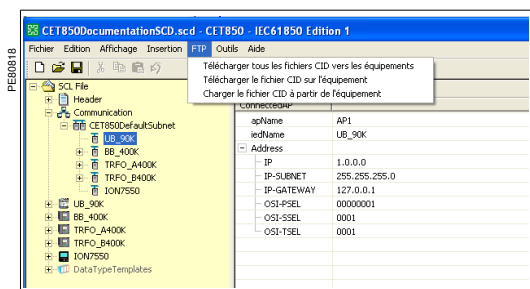 CET850DocumentationSCD.scd - CET850 - IEC61850 Edition 1
Fichier Edition Affichage Insertion FTP Outils Aide
PE80818
Télécharger tous les fichiers CID vers les équipements
Télécharger le fichier CID sur l'équipement
Charger le fichier CID à partir de l'équipement
SCL File
Header
Communication
CET850DefaultSubnet
UB_90K
BB_400K
TRFO_A400K
TRFO_B400K
ION7550
UB_90K
BB_400K
TRFO_A400K
TRFO_B400K
ION7550
DataTypeTemplates
ConnectedAP
apName AP1
iedName UB_90K
Address
IP 1.0.0.0
IP-SUBNET 255.255.255.0
IP-GATEWAY 127.0.0.1
OSI-PSEL 00000001
OSI-SSEL 0001
OSI-TSEL 0001